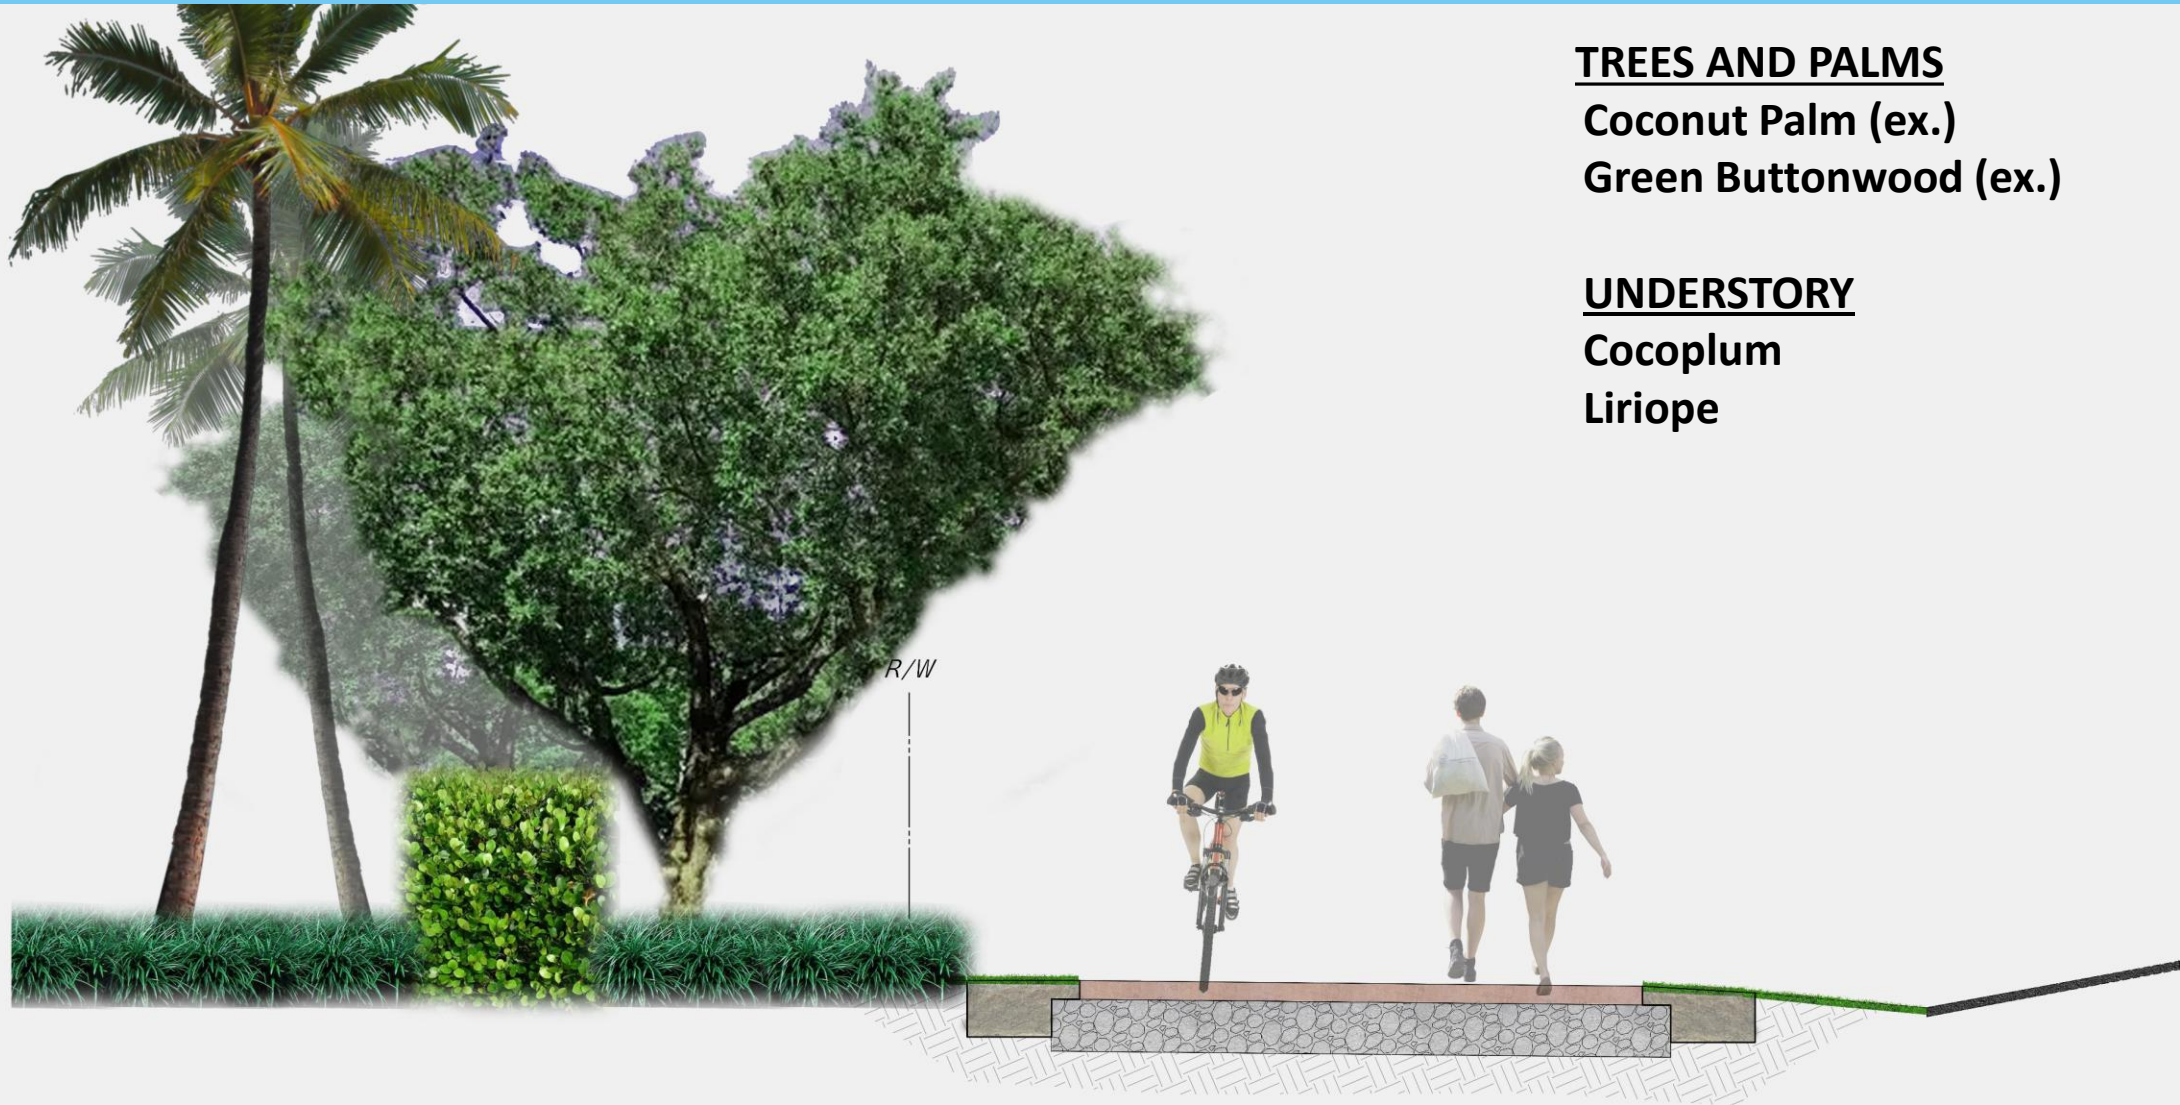 TREES AND PALMS
Coconut Palm (ex.)
Green Buttonwood (ex.)
UNDERSTORY
Cocoplum
Liriope
R/W